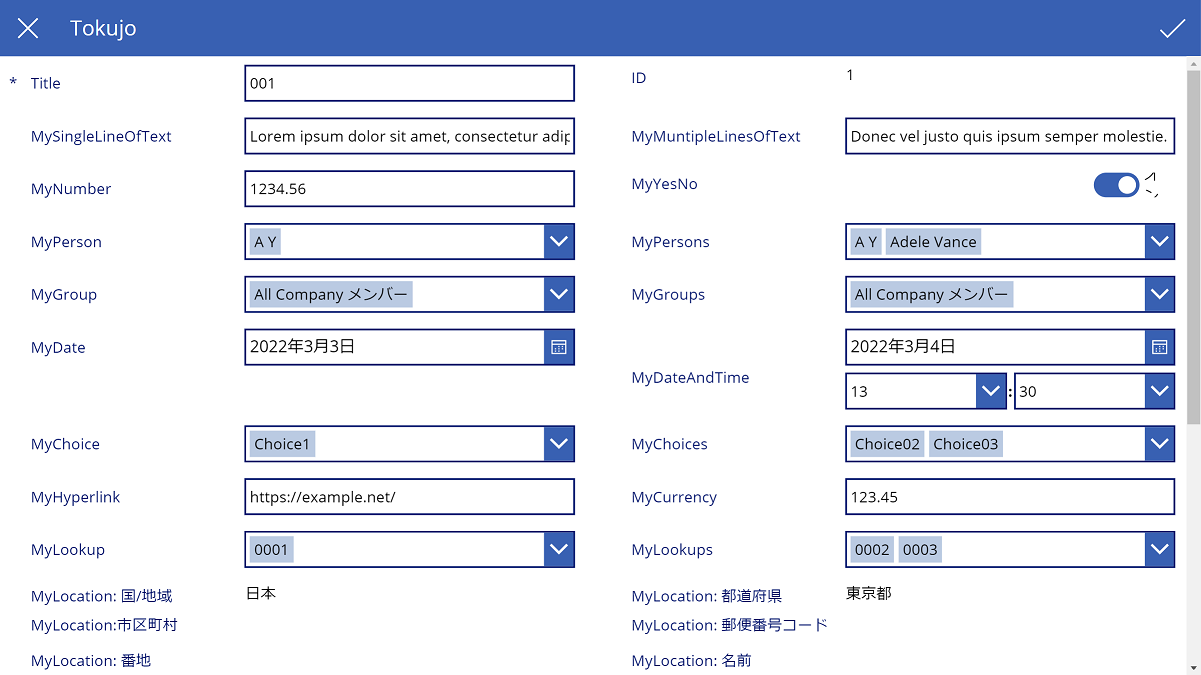 Tokujo
* Title
001
ID
1
MySingleLineOfText
Lorem ipsum dolor sit amet, consectetur adip
MyMuntipleLinesOfText
Donec vel justo quis ipsum semper molestie.
MyNumber
1234.56
MyYesNo
オン
MyPerson
A Y
MyPersons
A Y Adele Vance
MyGroup
All Company メンバー
MyGroups
All Company メンバー
MyDate
2022年3月3日
MyDateAndTime
2022年3月4日
13 : 30
MyChoice
Choice1
MyChoices
Choice02 Choice03
MyHyperlink
https://example.net/
MyCurrency
123.45
MyLookup
0001
MyLookups
0002 0003
MyLocation: 国/地域
日本
MyLocation: 都道府県
東京都
MyLocation:市区町村
MyLocation: 郵便番号コード
MyLocation: 番地
MyLocation: 名前